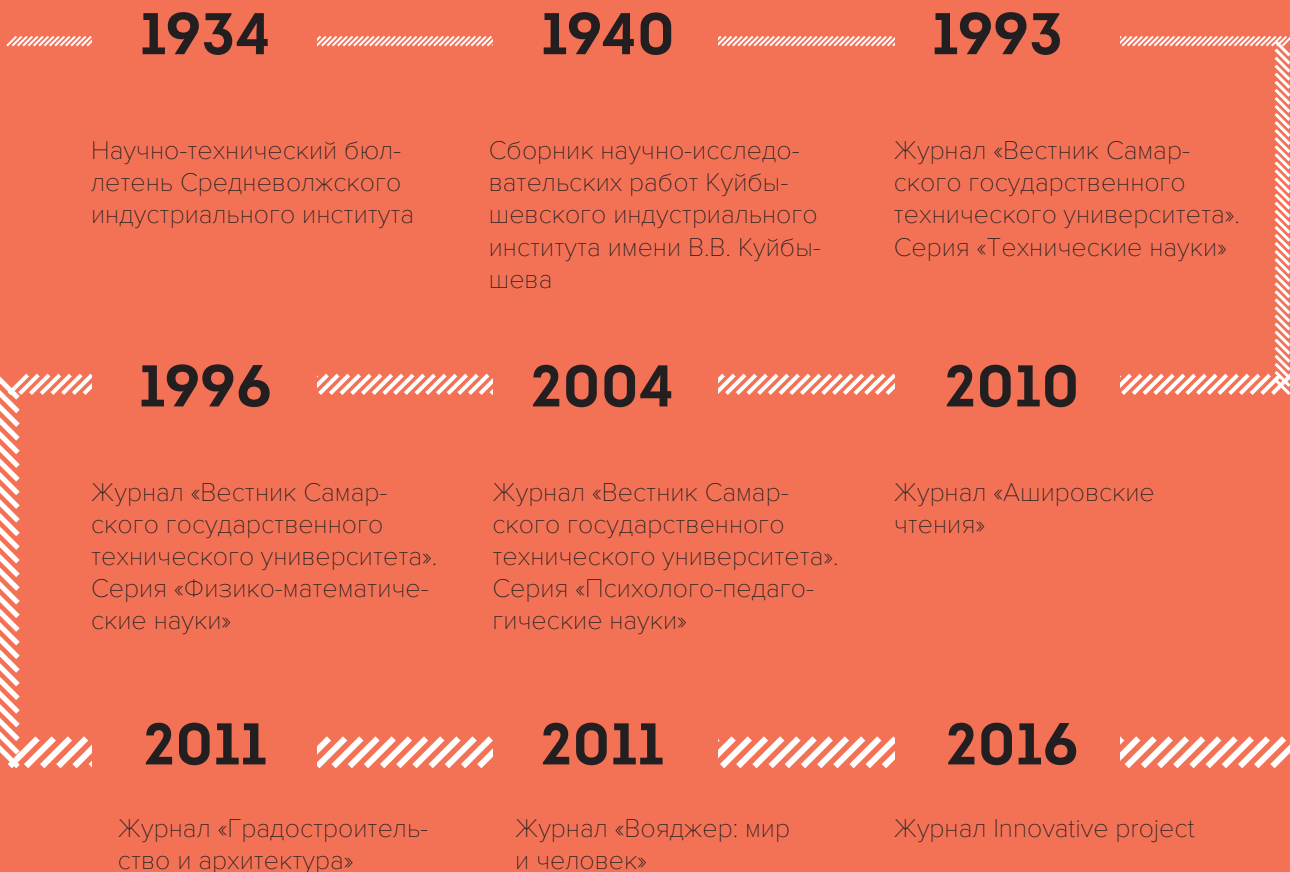 1934
Научно-технический бюл-
летень Средневолжского
индустриального института
1940
Сборник научно-исследо-
вательских работ Куйбы-
шевского индустриального
института имени В.В. Куйбы-
шева
1993
Журнал «Вестник Самар-
ского государственного
технического университета».
Серия «Технические науки»
1996
Журнал «Вестник Самар-
ского государственного
технического университета».
Серия «Физико-математиче-
ские науки»
2004
Журнал «Вестник Самар-
ского государственного
технического университета».
Серия «Психолого-педаго-
гические науки»
2010
Журнал «Ашировские
чтения»
2011
Журнал «Градостроитель-
ство и архитектура»
2011
Журнал «Вояджер: мир
и человек»
2016
Журнал Innovative project